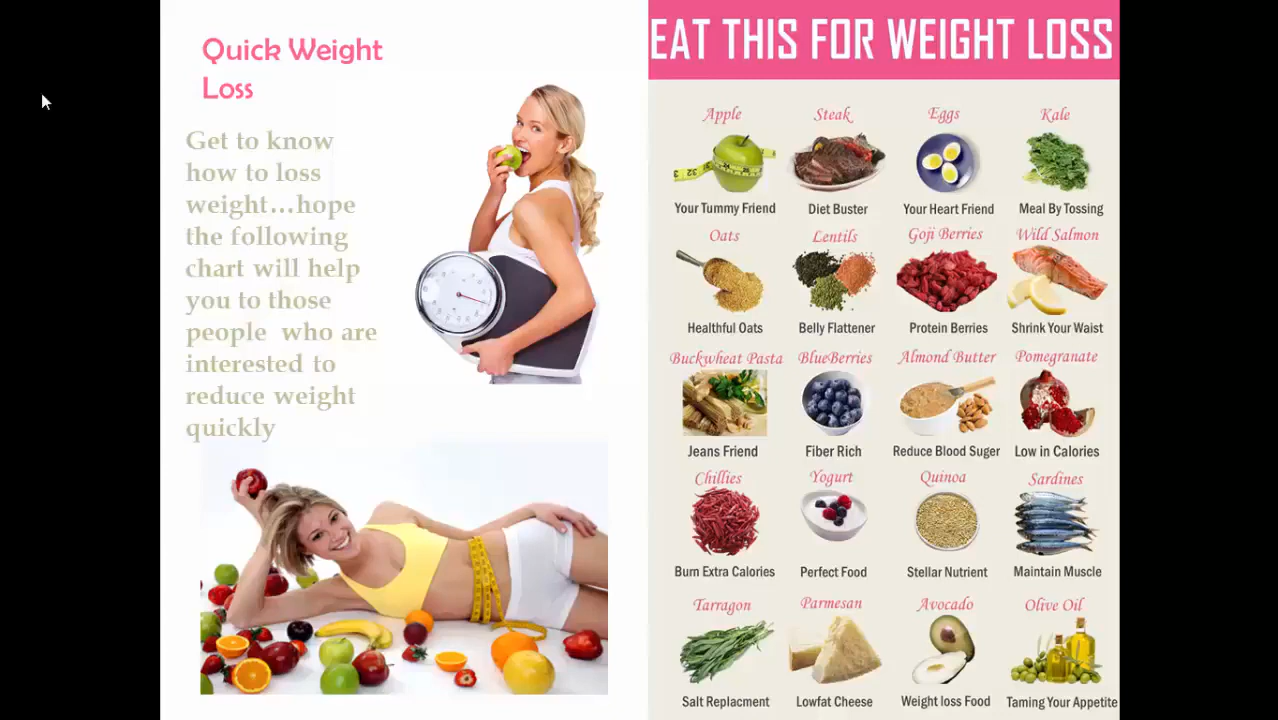 Quick Weight
Loss
Get to know
how to loss
weight...hope
the following
chart will help
you to those
people who are
interested to
reduce weight
quickly
EAT THIS FOR WEIGHT LOSS
Apple Steak Eggs Kale
Your Tummy Friend Diet Buster Your Heart Friend Meal By Tossing
Oats Lentils Goji Berries Wild Salmon
Healthful Oats Belly Flattener Protein Berries Shrink Your Waist
Buckwheat Pasta BlueBerries Almond Butter Pomegranate
Jeans Friend Fiber Rich Reduce Blood Suger Low in Calories
Chillies Yogurt Quinoa Sardines
Burn Extra Calories Perfect Food Stellar Nutrient Maintain Muscle
Tarragon Parmesan Avocado Olive Oil
Salt Replacment Lowfat Cheese Weight loss Food Taming Your Appetite